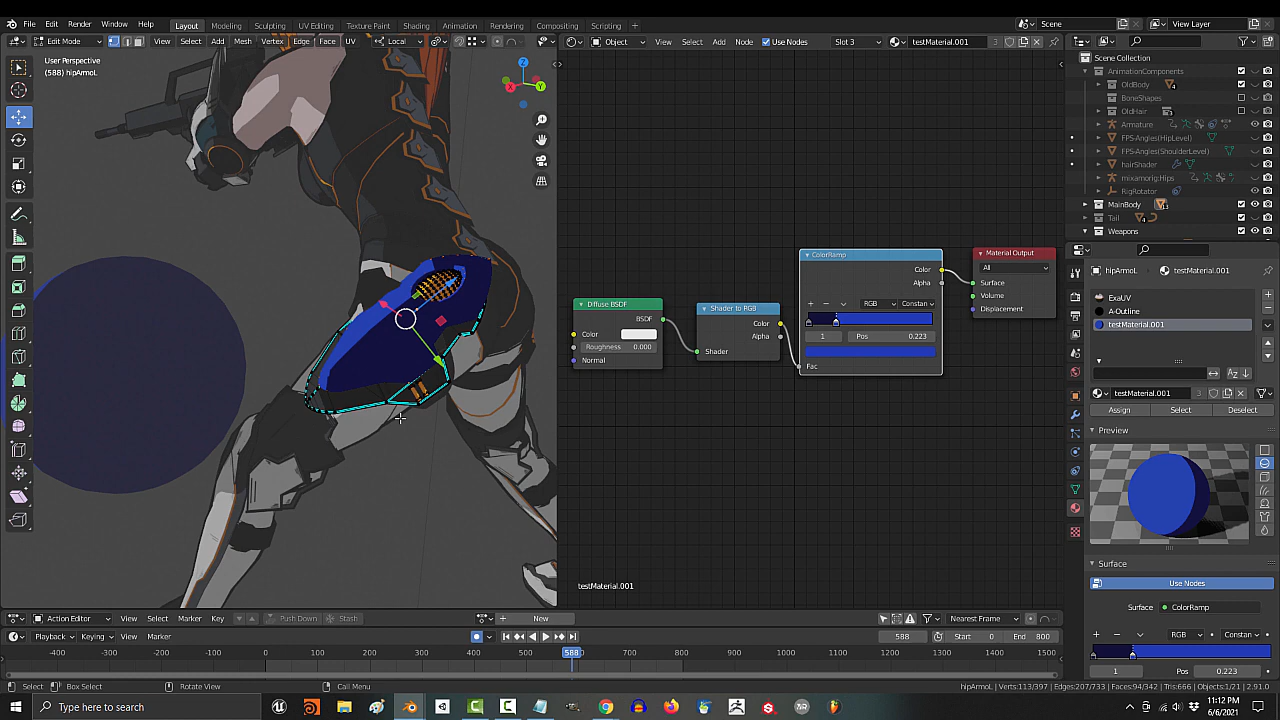 File Edit Render Window Help Layout Modeling Sculpting UV Editing Texture Paint Shading Animation Rendering Compositing Scripting + Scene View Layer
Edit Mode View Select Add Mesh Vertex Edge Face UV Local
Object View Select Add Node Use Nodes Slot 3 testMaterial.001 3
User Perspective
(588) hipArmoL
Z
X
Y
Diffuse BSDF
BSDF
Color
Roughness 0.000
Normal
Shader to RGB
Color
Alpha
Shader
ColorRamp
Color
Alpha
RGB Constan
1 Pos 0.223
Fac
Material Output
All
Surface
Volume
Displacement
testMaterial.001
Scene Collection
AnimationComponents
OldBody
BoneShapes
OldHair
Armature
FPS-Angles(HipLevel)
FPS-Angles(ShoulderLevel)
hairShader
mixamorig:Hips
RigRotator
MainBody
Tail
Weapons
hipArmoL testMaterial.001
ExaUV
A-Outline
testMaterial.001
testMaterial.001 3
Assign Select Deselect
Preview
Surface
Use Nodes
Surface ColorRamp
RGB Constan
1 Pos 0.223
Action Editor View Select Marker Key Push Down Stash New Nearest Frame
Playback Keying View Marker 588 Start 0 End 800
-400 -300 -200 -100 0 100 200 300 400 500 588 700 800 900 1000 1100 1200 1300 1400 1500
Select Box Select Rotate View Call Menu hipArmoL | Verts:113/397 | Edges:207/733 | Faces:94/342 | Tris:666 | Objects:1/21 | 2.91.0
Type here to search
11:12 PM
6/6/2021